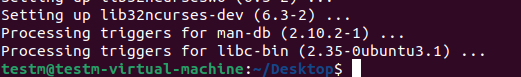 Setting up lib32ncurses-dev (6.3-2) ...
Processing triggers for man-db (2.10.2-1) ...
Processing triggers for libc-bin (2.35-0ubuntu3.1) ...
testm@testm-virtual-machine:~/Desktop$